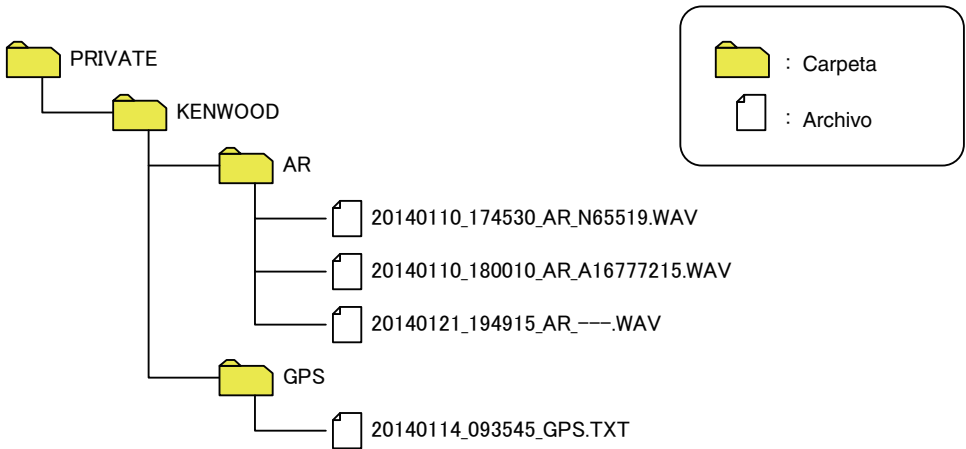 PRIVATE
: Carpeta
KENWOOD
: Archivo
AR
20140110_174530_AR_N65519.WAV
20140110_180010_AR_A16777215.WAV
20140121_194915_AR_---.WAV
GPS
20140114_093545_GPS.TXT